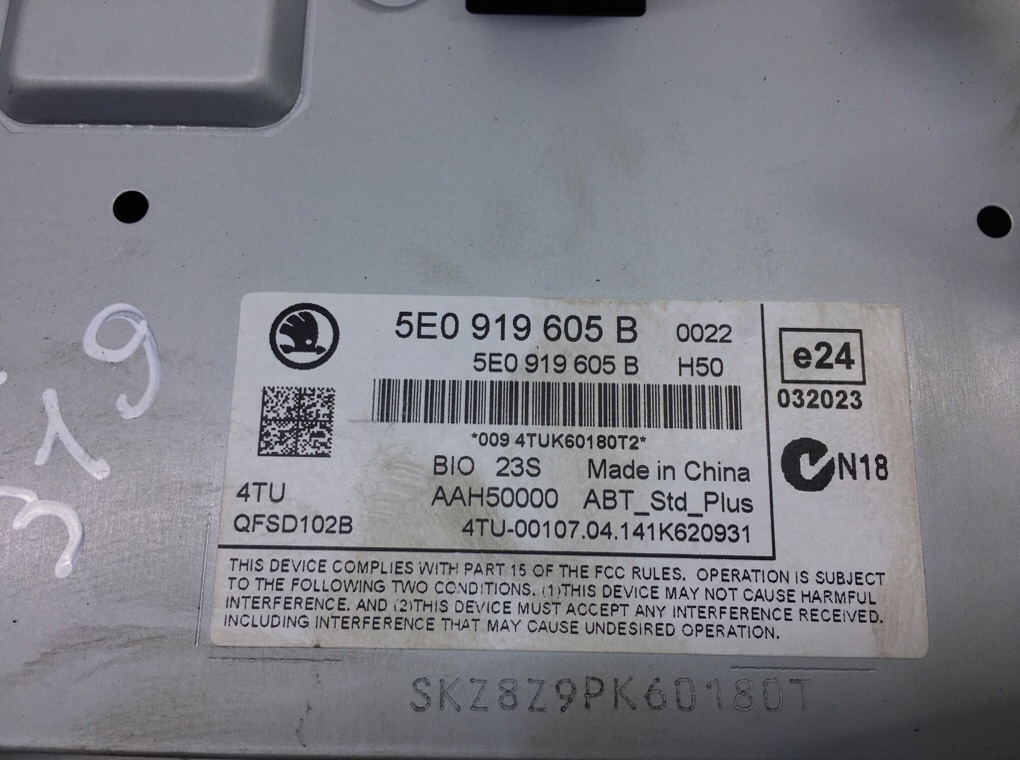 5E0 919 605 B 0022
5E0 919 605 B H50
*009 4TUK60180T2*
BIO 23S Made in China
4TU AAH50000 ABT_Std_Plus
QFSD102B 4TU-00107.04.141K620931
e24
032023
N18
THIS DEVICE COMPLIES WITH PART 15 OF THE FCC RULES. OPERATION IS SUBJECT
TO THE FOLLOWING TWO CONDITIONS. (1)THIS DEVICE MAY NOT CAUSE HARMFUL
INTERFERENCE. AND (2)THIS DEVICE MUST ACCEPT ANY INTERFERENCE RECEIVED.
INCLUDING INTERFERENCE THAT MAY CAUSE UNDESIRED OPERATION.
SKZ8Z9PK60180T
319